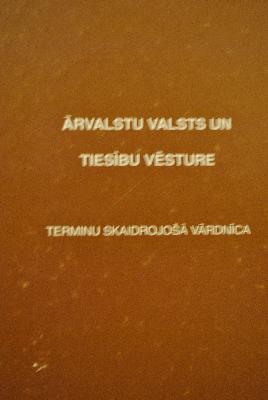 ĀRVALSTU VALSTS UN
TIESĪBU VĒSTURE
TERMINU SKAIDROJOŠĀ VĀRDNĪCA